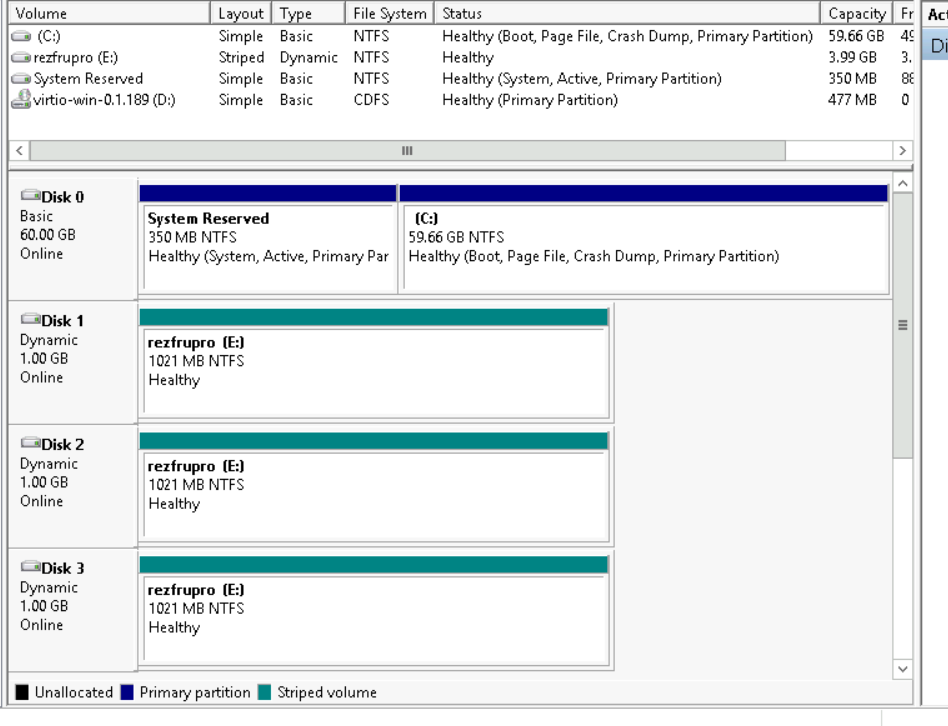 Volume Layout Type File System Status Capacity Fr Act
(C:) Simple Basic NTFS Healthy (Boot, Page File, Crash Dump, Primary Partition) 59.66 GB 49
Di
rezfrupro (E:) Striped Dynamic NTFS Healthy 3.99 GB 3.
System Reserved Simple Basic NTFS Healthy (System, Active, Primary Partition) 350 MB 88
virtio-win-0.1.189 (D:) Simple Basic CDFS Healthy (Primary Partition) 477 MB 0
Disk 0
Basic
60.00 GB
Online
System Reserved
350 MB NTFS
Healthy (System, Active, Primary Par
(C:)
59.66 GB NTFS
Healthy (Boot, Page File, Crash Dump, Primary Partition)
Disk 1
Dynamic
1.00 GB
Online
rezfrupro (E:)
1021 MB NTFS
Healthy
Disk 2
Dynamic
1.00 GB
Online
rezfrupro (E:)
1021 MB NTFS
Healthy
Disk 3
Dynamic
1.00 GB
Online
rezfrupro (E:)
1021 MB NTFS
Healthy
Unallocated Primary partition Striped volume